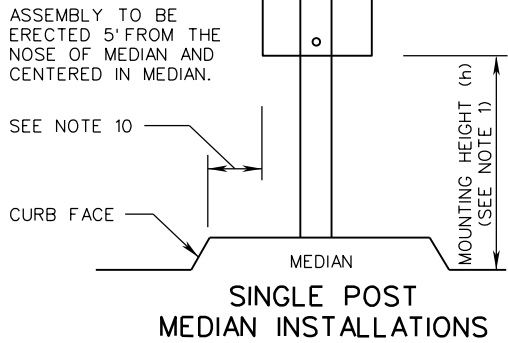 ASSEMBLY TO BE
ERECTED 5' FROM THE
NOSE OF MEDIAN AND
CENTERED IN MEDIAN.
SEE NOTE 10
CURB FACE
MEDIAN
MOUNTING HEIGHT (h)
(SEE NOTE 1)
SINGLE POST
MEDIAN INSTALLATIONS